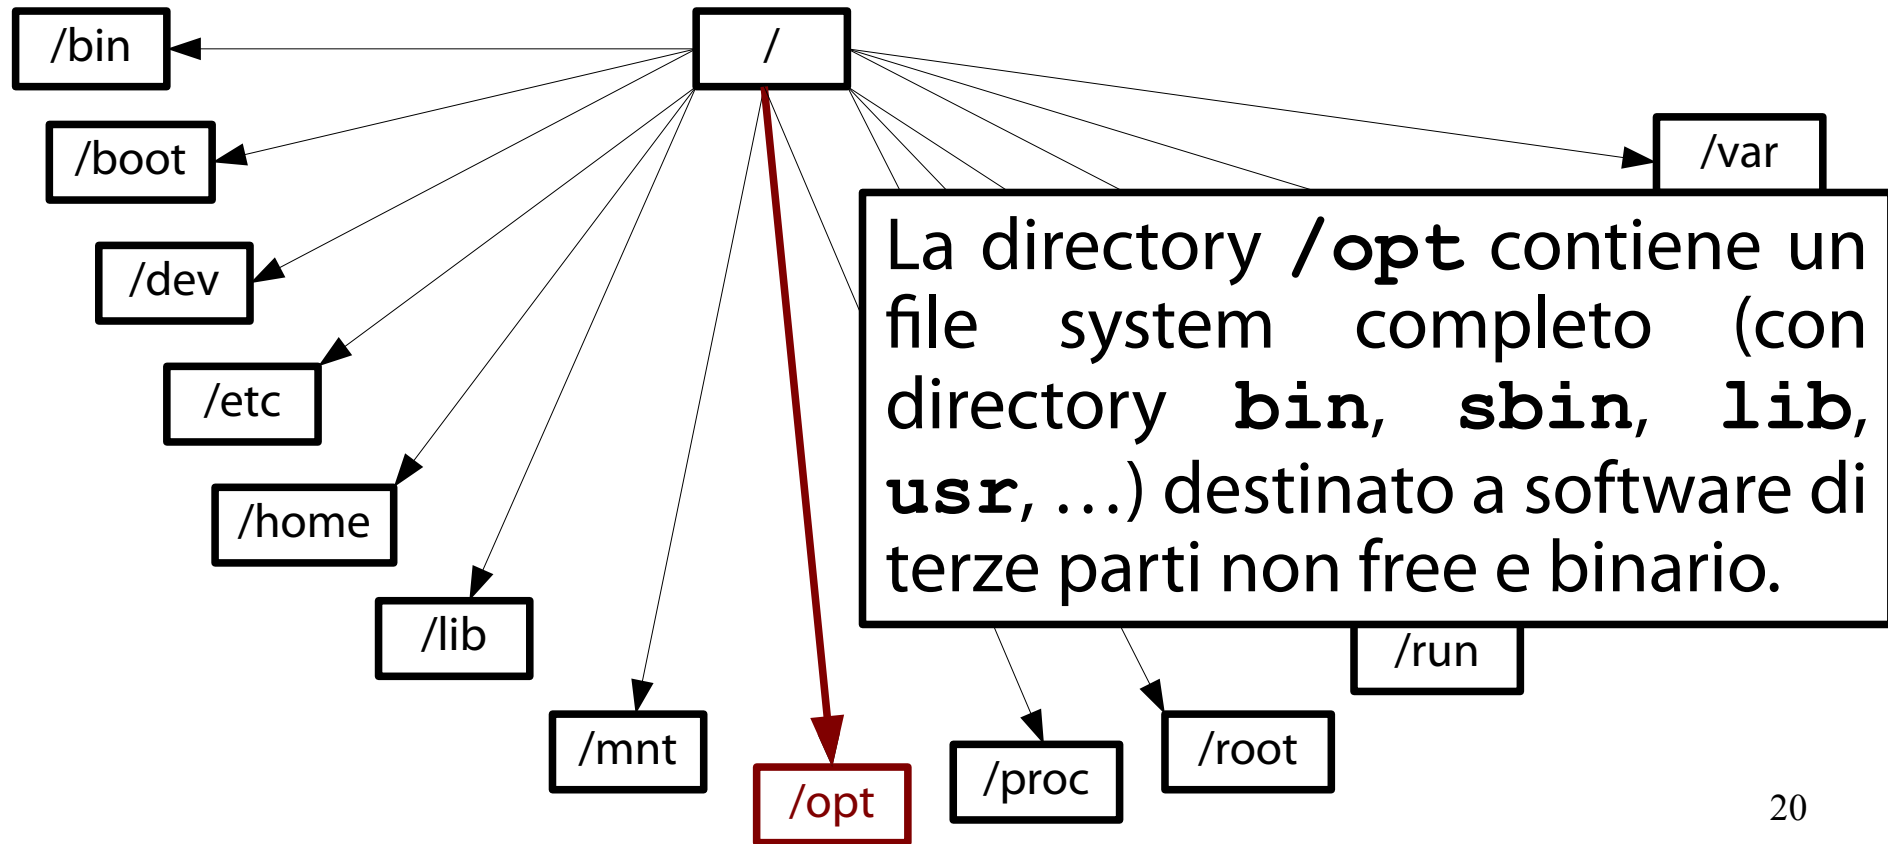 /bin
/
/boot
/var
/dev
/etc
/home
/lib
/mnt
/opt
/proc
/root
/run
La directory /opt contiene un
file system completo (con
directory bin, sbin, lib,
usr, …) destinato a software di
terze parti non free e binario.
20